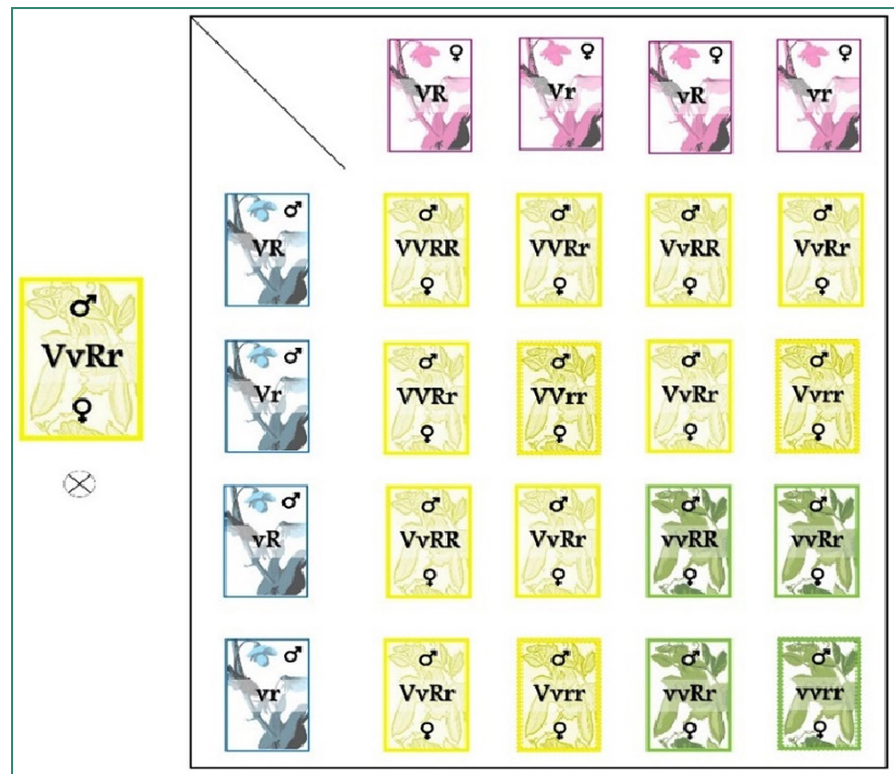 ♀ ♀ ♀ ♀
VR Vr vR vr
♂ ♂ ♂ ♂ ♂
VR VVRR VVRr VvRR VvRr
♀ ♀ ♀ ♀
♂
VvRr
♀
♂ ♂ ♂ ♂ ♂
Vr VVRr VVrr VvRr Vvrr
♀ ♀ ♀ ♀
♂ ♂ ♂ ♂ ♂
vR VvRR VvRr vvRR vvRr
♀ ♀ ♀ ♀
♂ ♂ ♂ ♂ ♂
vr VvRr Vvrr vvRr vvrr
♀ ♀ ♀ ♀